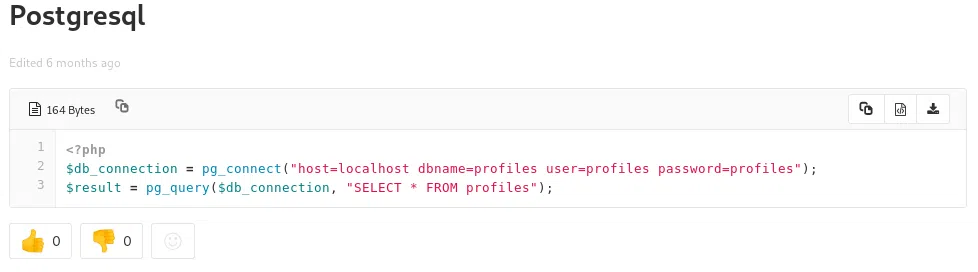 Postgresql
Edited 6 months ago
164 Bytes
1 <?php
2 $db_connection = pg_connect("host=localhost dbname=profiles user=profiles password=profiles");
3 $result = pg_query($db_connection, "SELECT * FROM profiles");
👍 0 👎 0